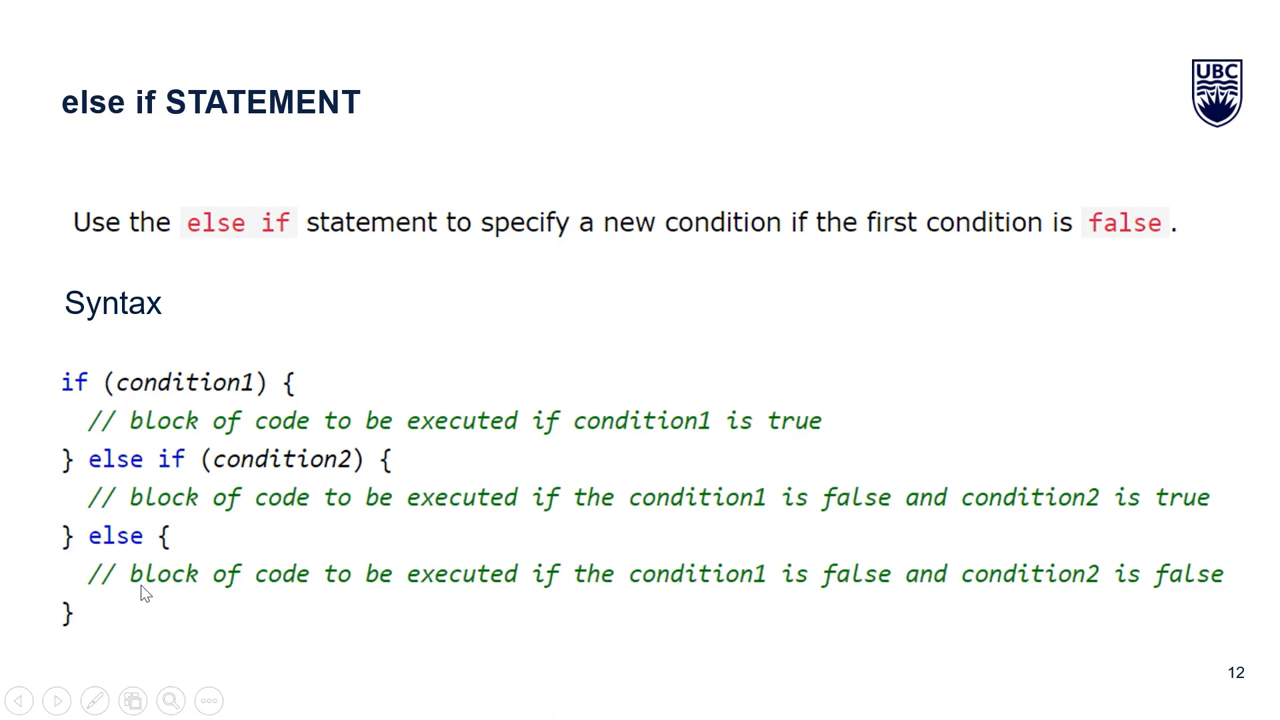 UBC
else if STATEMENT
Use the else if statement to specify a new condition if the first condition is false.
Syntax
if (condition1) {
  // block of code to be executed if condition1 is true
} else if (condition2) {
  // block of code to be executed if the condition1 is false and condition2 is true
} else {
  // block of code to be executed if the condition1 is false and condition2 is false
}
12